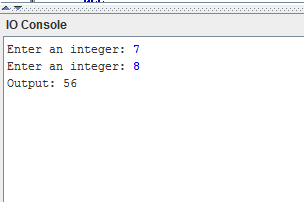 IO Console
Enter an integer: 7
Enter an integer: 8
Output: 56